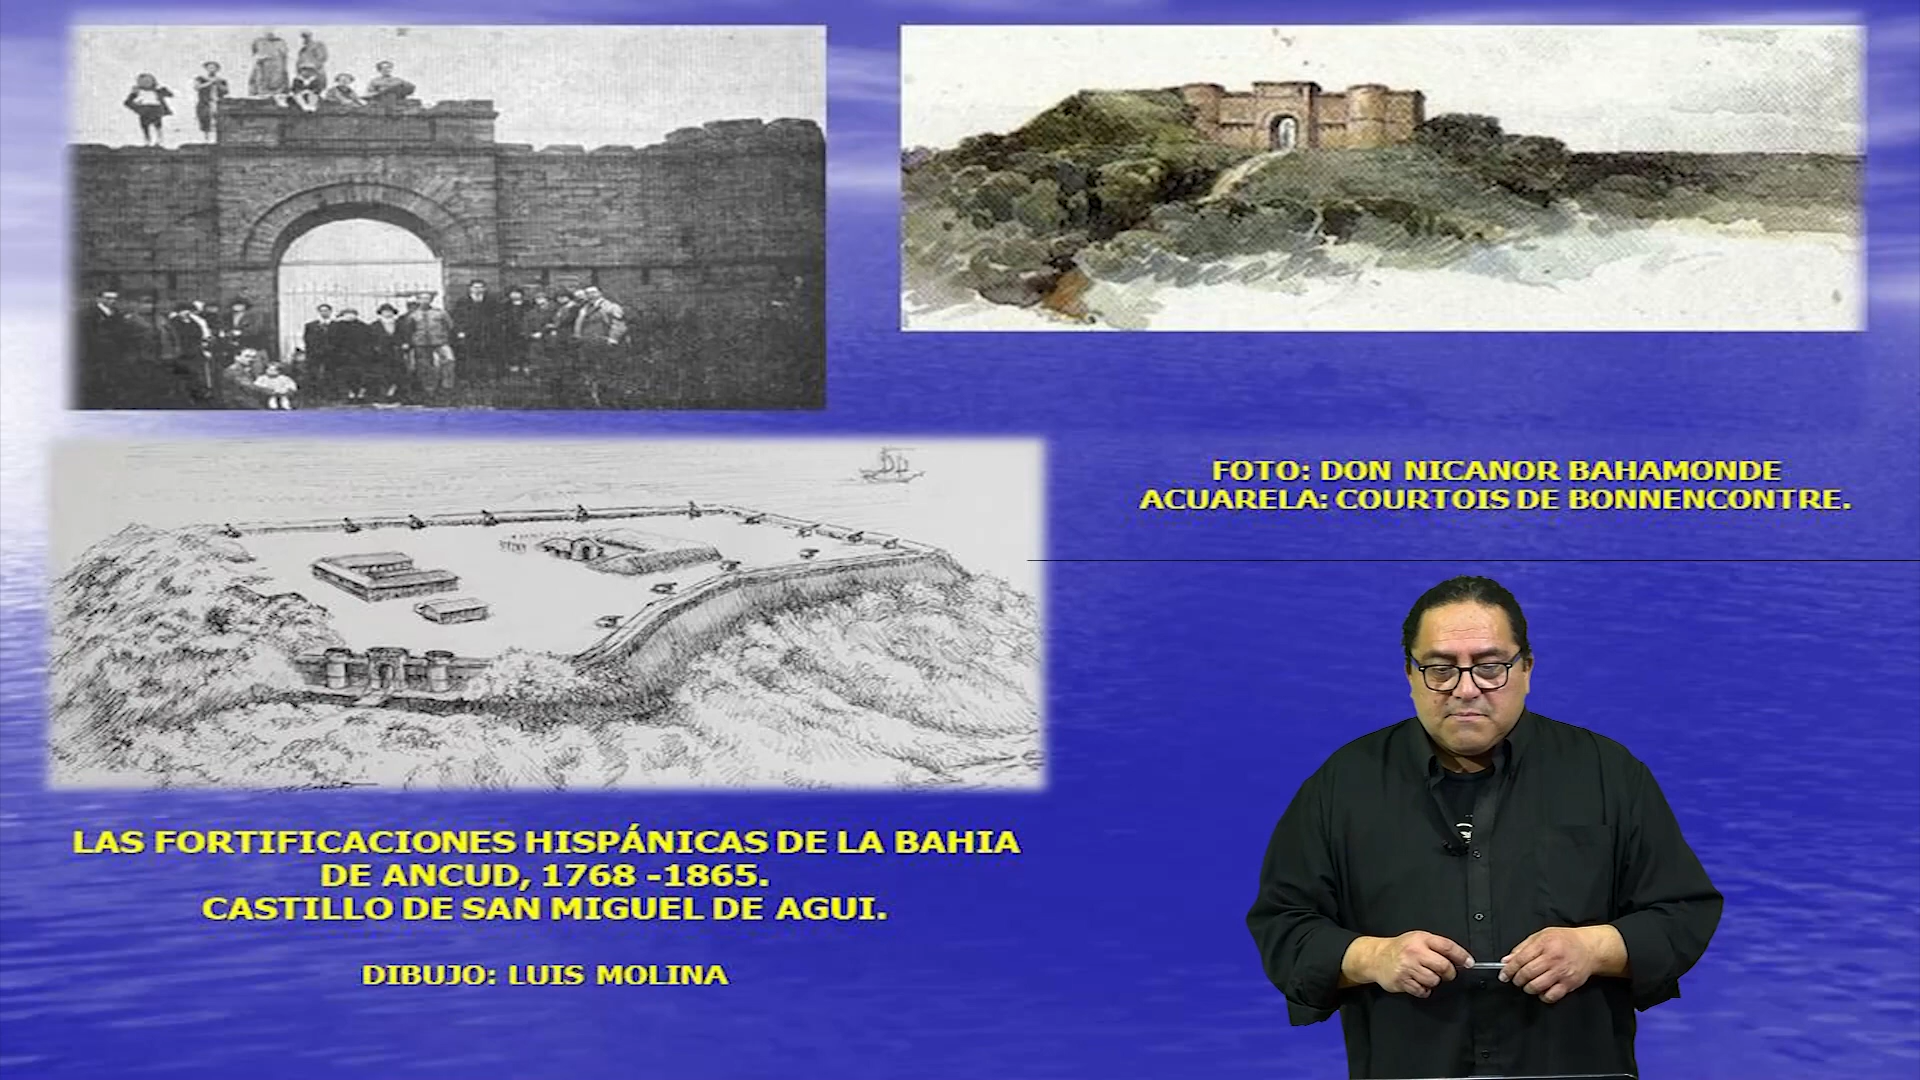 FOTO: DON NICANOR BAHAMONDE
ACUARELA: COURTOIS DE BONNENCONTRE.
LAS FORTIFICACIONES HISPÁNICAS DE LA BAHIA
DE ANCUD, 1768 -1865.
CASTILLO DE SAN MIGUEL DE AGUI.
DIBUJO: LUIS MOLINA